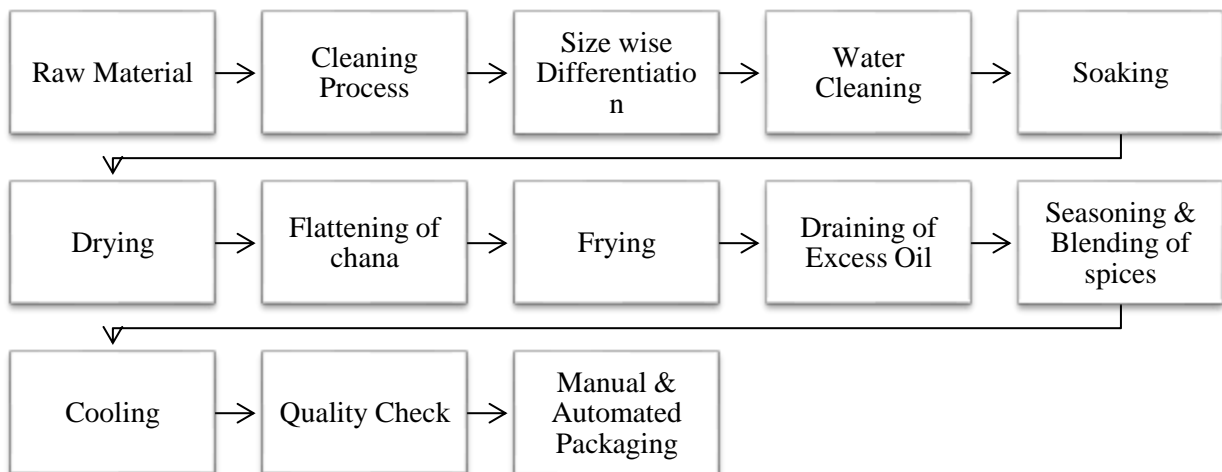 Raw Material
Cleaning
Process
Size wise
Differentiatio
n
Water
Cleaning
Soaking
Drying
Flattening of
chana
Frying
Draining of
Excess Oil
Seasoning &
Blending of
spices
Cooling
Quality Check
Manual &
Automated
Packaging